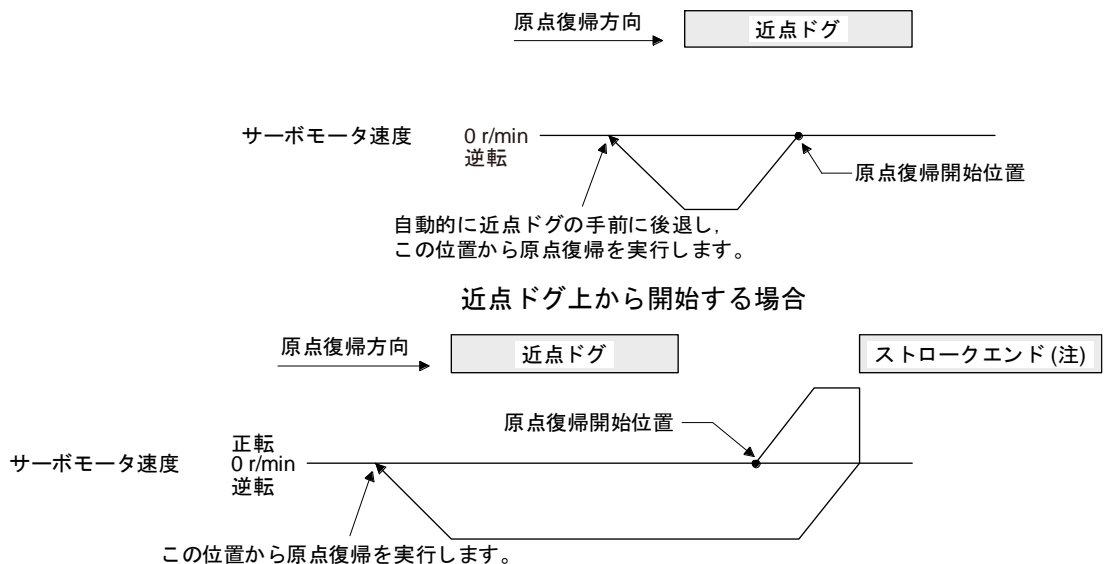 原点復帰方向
近点ドグ
サーボモータ速度
0 r/min
逆転
原点復帰開始位置
自動的に近点ドグの手前に後退し,
この位置から原点復帰を実行します。
近点ドグ上から開始する場合
原点復帰方向
近点ドグ
ストロークエンド (注)
原点復帰開始位置
サーボモータ速度
正転
0 r/min
逆転
この位置から原点復帰を実行します。